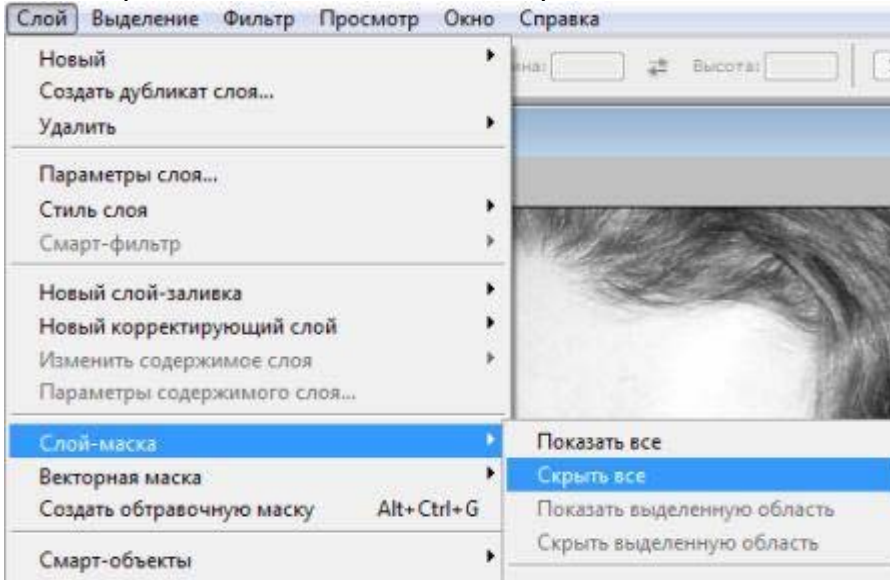 Слой Выделение Фильтр Просмотр Окно Справка
Новый
Создать дубликат слоя...
Удалить
Высота:
Параметры слоя...
Стиль слоя
Смарт-фильтр
Новый слой-заливка
Новый корректирующий слой
Изменить содержимое слоя
Параметры содержимого слоя...
Слой-маска
Векторная маска
Создать обтравочную маску Alt+Ctrl+G
Смарт-объекты
Показать все
Скрыть все
Показать выделенную область
Скрыть выделенную область